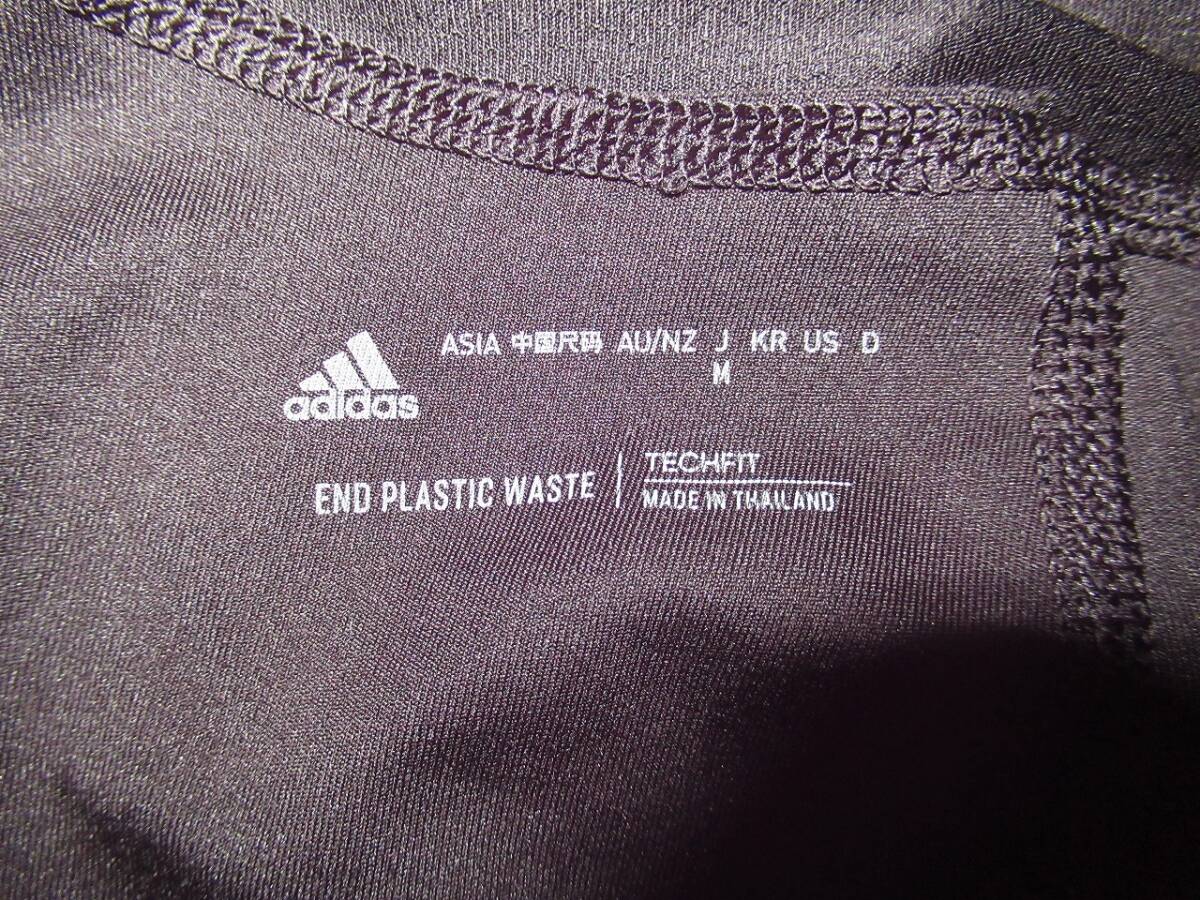 adidas
ASIA 中国尺码 AU/NZ J KR US D
M
END PLASTIC WASTE
TECHFIT
MADE IN THAILAND